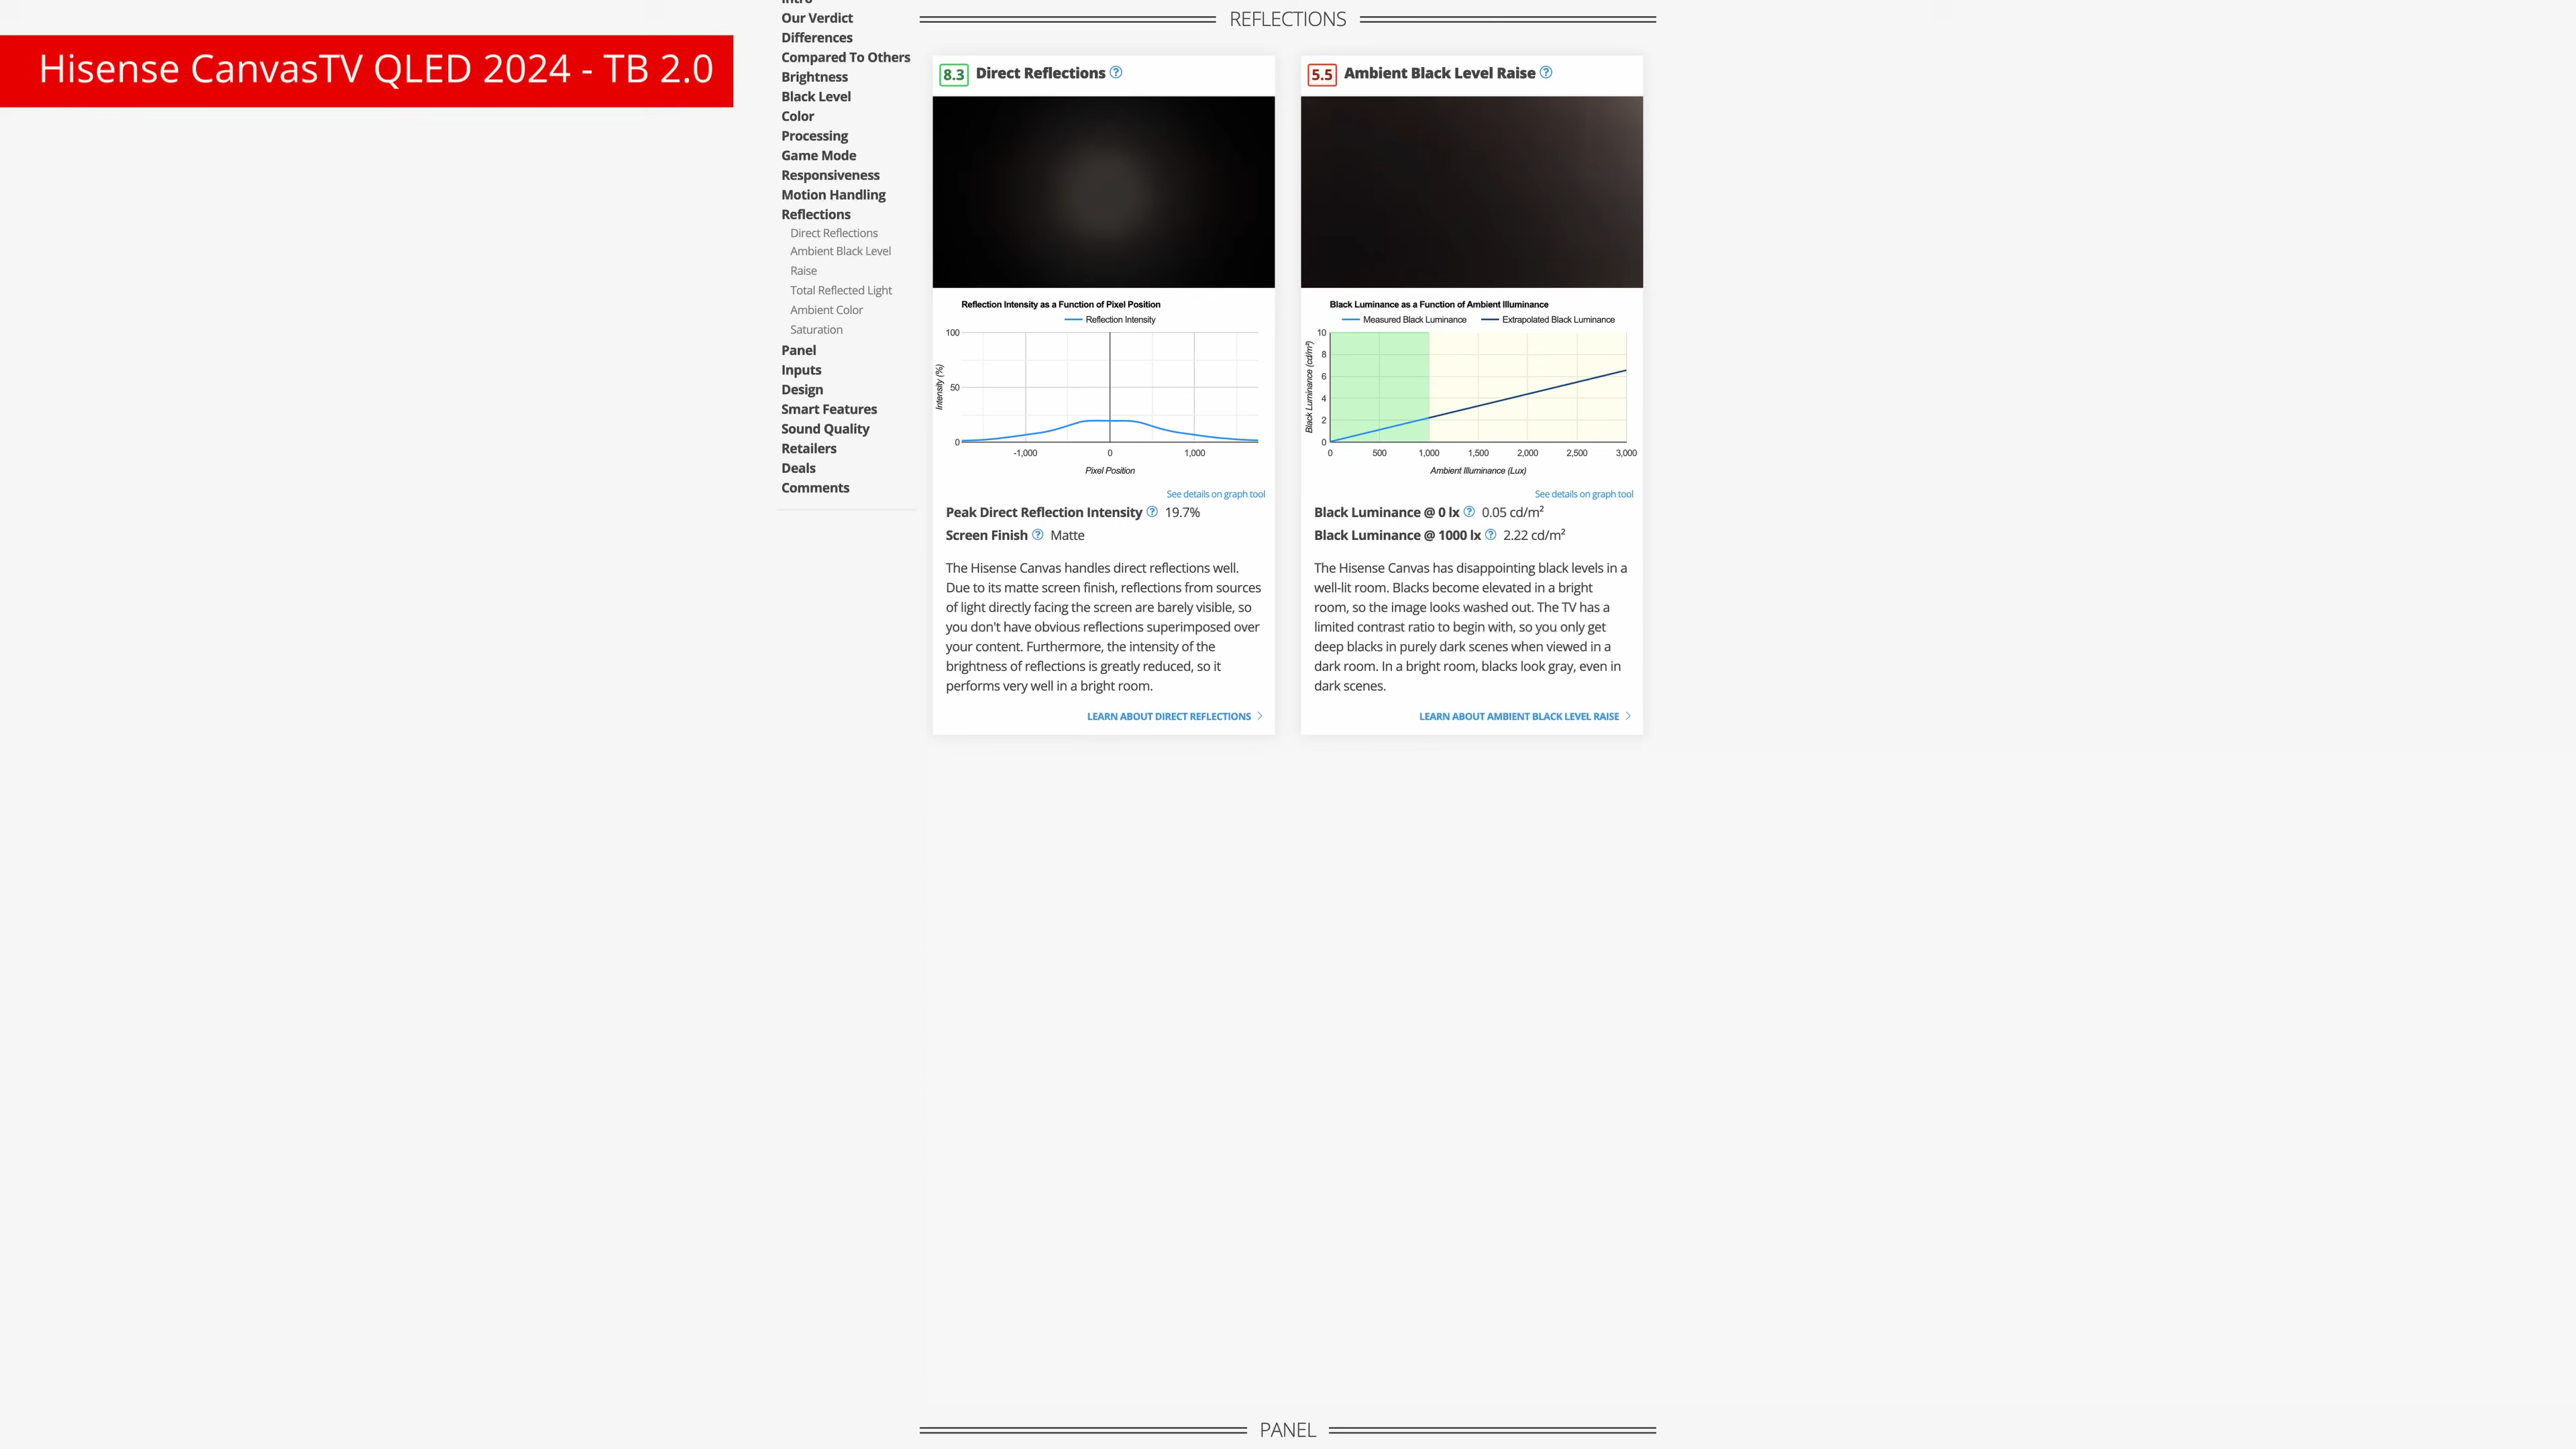 Hisense CanvasTV QLED 2024 - TB 2.0
Our Verdict
Differences
Compared To Others
Brightness
Black Level
Color
Processing
Game Mode
Responsiveness
Motion Handling
Reflections
Direct Reflections
Ambient Black Level
Raise
Total Reflected Light
Ambient Color
Saturation
Panel
Inputs
Design
Smart Features
Sound Quality
Retailers
Deals
Comments
REFLECTIONS
8.3 Direct Reflections ?
Reflection Intensity as a Function of Pixel Position
Reflection Intensity
100
50
0
Intensity (%)
-1,000 0 1,000
Pixel Position
See details on graph tool
Peak Direct Reflection Intensity ? 19.7%
Screen Finish ? Matte
The Hisense Canvas handles direct reflections well.
Due to its matte screen finish, reflections from sources
of light directly facing the screen are barely visible, so
you don't have obvious reflections superimposed over
your content. Furthermore, the intensity of the
brightness of reflections is greatly reduced, so it
performs very well in a bright room.
LEARN ABOUT DIRECT REFLECTIONS >
5.5 Ambient Black Level Raise ?
Black Luminance as a Function of Ambient Illuminance
Measured Black Luminance Extrapolated Black Luminance
10
8
6
4
2
0
Black Luminance (cd/m²)
0 500 1,000 1,500 2,000 2,500 3,000
Ambient Illuminance (Lux)
See details on graph tool
Black Luminance @ 0 lx ? 0.05 cd/m²
Black Luminance @ 1000 lx ? 2.22 cd/m²
The Hisense Canvas has disappointing black levels in a
well-lit room. Blacks become elevated in a bright
room, so the image looks washed out. The TV has a
limited contrast ratio to begin with, so you only get
deep blacks in purely dark scenes when viewed in a
dark room. In a bright room, blacks look gray, even in
dark scenes.
LEARN ABOUT AMBIENT BLACK LEVEL RAISE >
PANEL